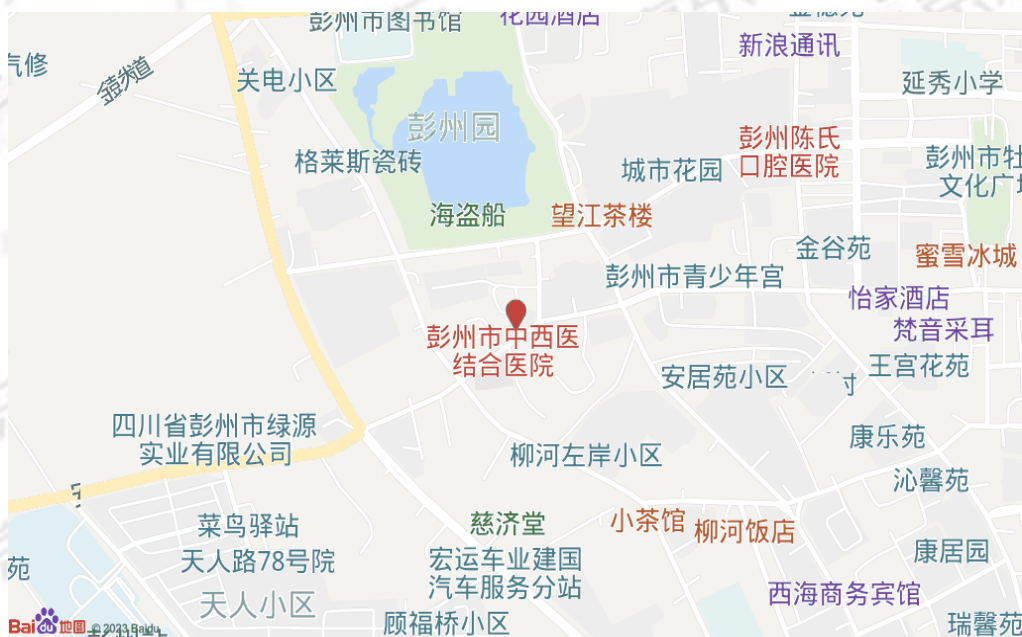 彭州市图书馆
花园酒店
新浪通讯
汽修
关电小区
延秀小学
彭州园
彭州陈氏
口腔医院
格莱斯瓷砖
城市花园
彭州市牡
文化广场
海盗船
望江茶楼
金谷苑
蜜雪冰城
彭州市青少年宫
怡家酒店
梵音采耳
彭州市中西医
结合医院
王宫花苑
安居苑小区
村
四川省彭州市绿源
实业有限公司
康乐苑
柳河左岸小区
沁馨苑
菜鸟驿站
慈济堂
小茶馆
柳河饭店
天人路78号院
宏运车业建国
汽车服务分站
康居园
苑
西海商务宾馆
天人小区
顾福桥小区
瑞馨苑
Bai du 地图 © 2023 Baidu